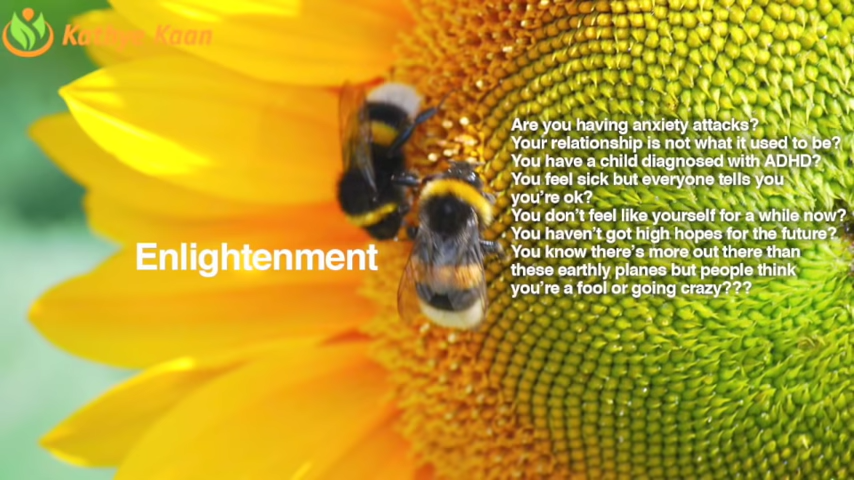 Kathye Kaan
Enlightenment
Are you having anxiety attacks?
Your relationship is not what it used to be?
You have a child diagnosed with ADHD?
You feel sick but everyone tells you
you're ok?
You don't feel like yourself for a while now?
You haven't got high hopes for the future?
You know there's more out there than
these earthly planes but people think
you're a fool or going crazy???